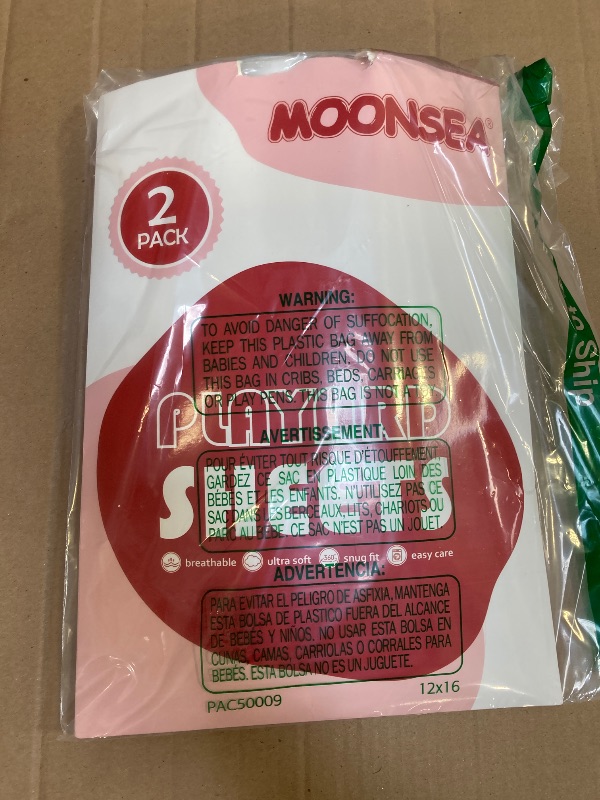 MOONSEA®
2
PACK
WARNING:
TO AVOID DANGER OF SUFFOCATION,
KEEP THIS PLASTIC BAG AWAY FROM
BABIES AND CHILDREN. DO NOT USE
THIS BAG IN CRIBS, BEDS, CARRIAGES
OR PLAY PENS. THIS BAG IS NOT A TOY.
PLAYARD
SHEETS
AVERTISSEMENT:
POUR ÉVITER TOUT RISQUE D'ÉTOUFFEMENT
GARDEZ CE SAC EN PLASTIQUE LOIN DES
BÉBÉS ET LES ENFANTS. N'UTILISEZ PAS CE
SAC DANS LES BERCEAUX, LITS, CHARIOTS OU
PARC AU BÉBÉ. CE SAC N'EST PAS UN JOUET.
breathable
ultra soft
360°
snug fit
easy care
ADVERTENCIA:
PARA EVITAR EL PELIGRO DE ASFIXIA, MANTENGA
ESTA BOLSA DE PLASTICO FUERA DEL ALCANCE
DE BEBES Y NIÑOS. NO USAR ESTA BOLSA EN
CUNAS, CAMAS, CARRIOLAS O CORRALES PARA
BEBES. ESTA BOLSA NO ES UN JUGUETE.
PAC50009
12x16
to Ship